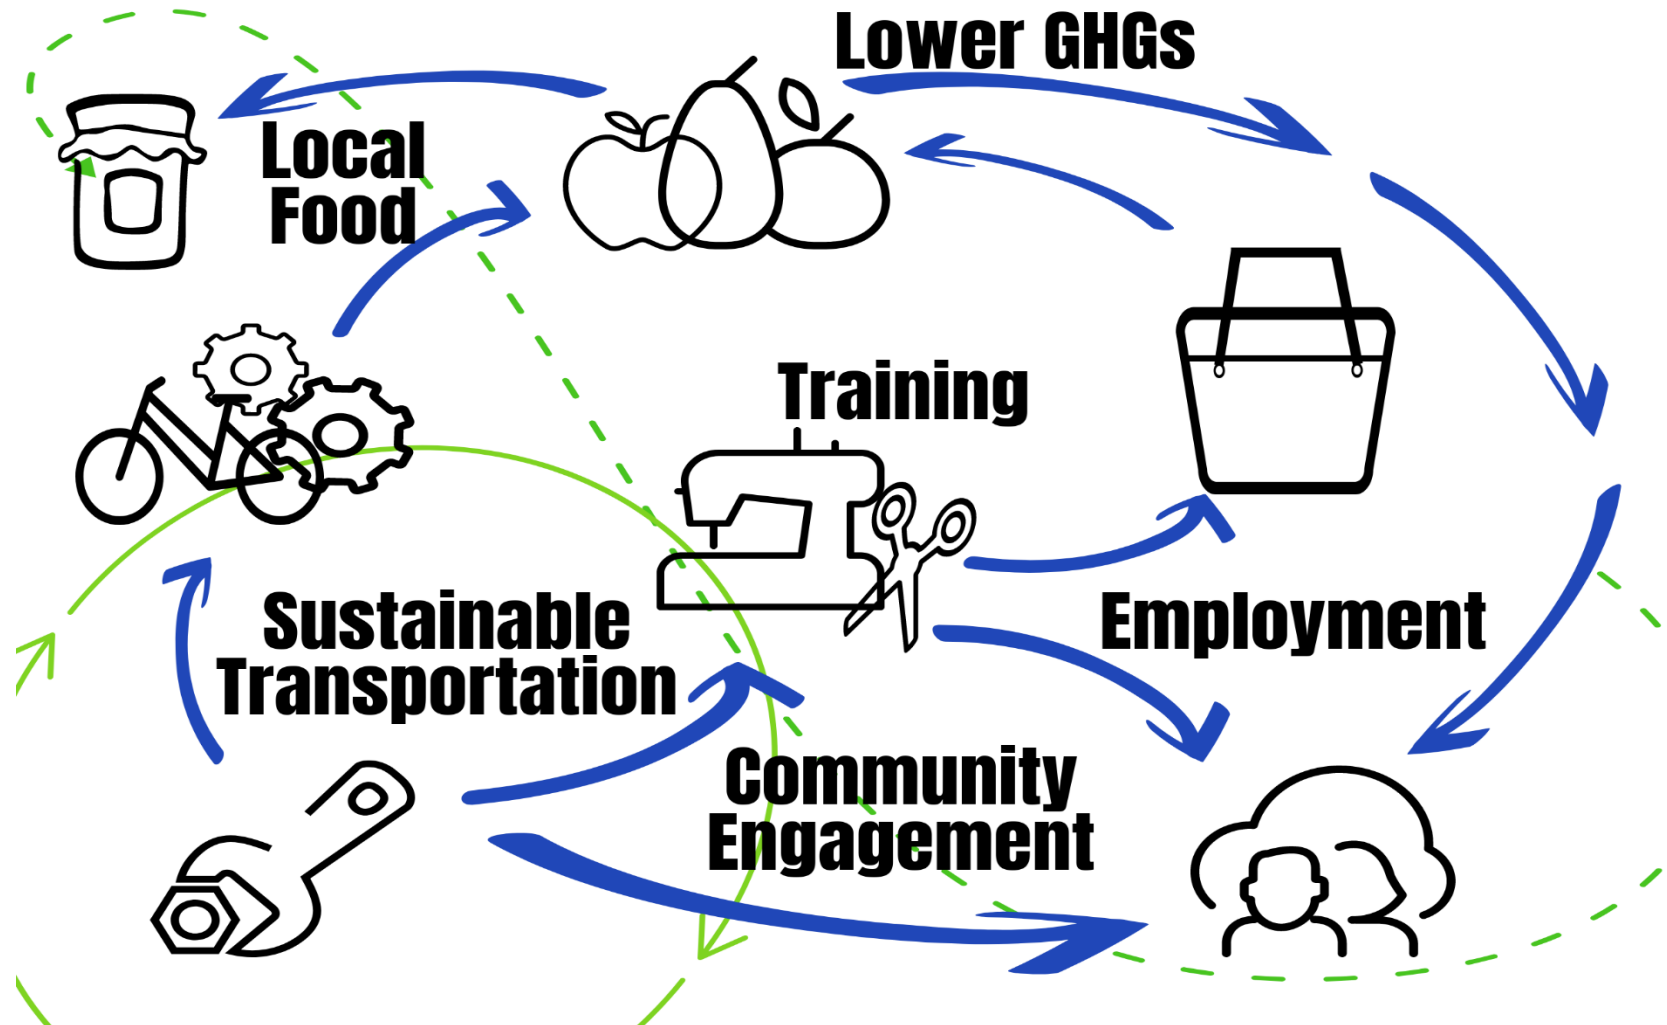 Lower GHGs
Local
Food
Training
Sustainable
Transportation
Employment
Community
Engagement